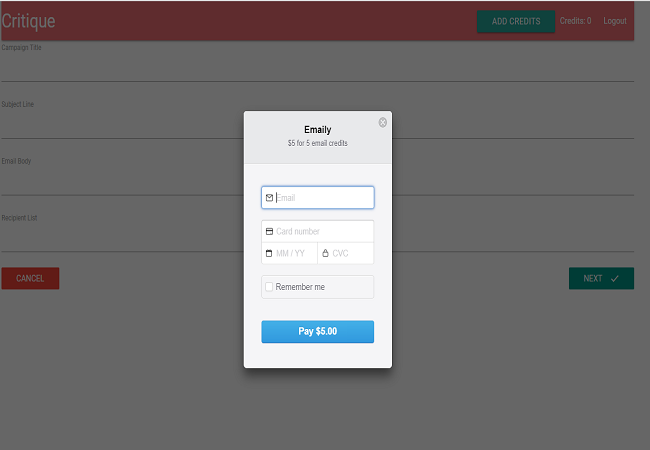 Critique
ADD CREDITS Credits: 0 Logout
Campaign Title
Subject Line
Email Body
Recipient List
CANCEL
NEXT
Emaily
$5 for 5 email credits
Email
Card number
MM / YY CVC
Remember me
Pay $5.00